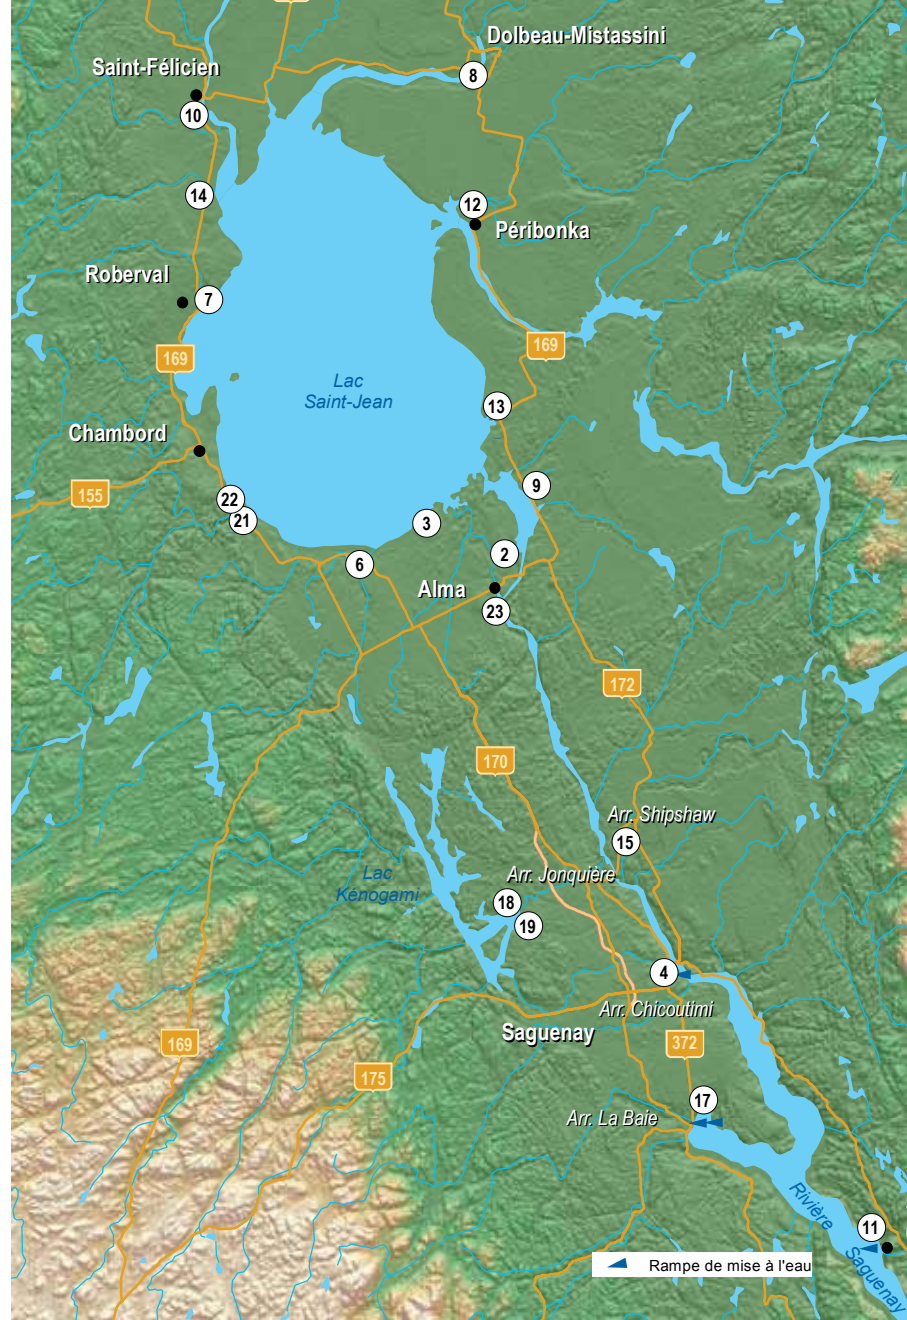 Dolbeau-Mistassini
Saint-Félicien
8
10
14
12
Péribonka
Roberval
7
169
169
Lac
Saint-Jean
13
Chambord
155
22
21
9
3
2
6
Alma
23
172
170
Arr. Shipshaw
15
Lac
Kénogami
Arr. Jonquière
18
19
4
Arr. Chicoutimi
Saguenay
169
372
175
17
Arr. La Baie
Rivière
Saguenay
11
Rampe de mise à l'eau